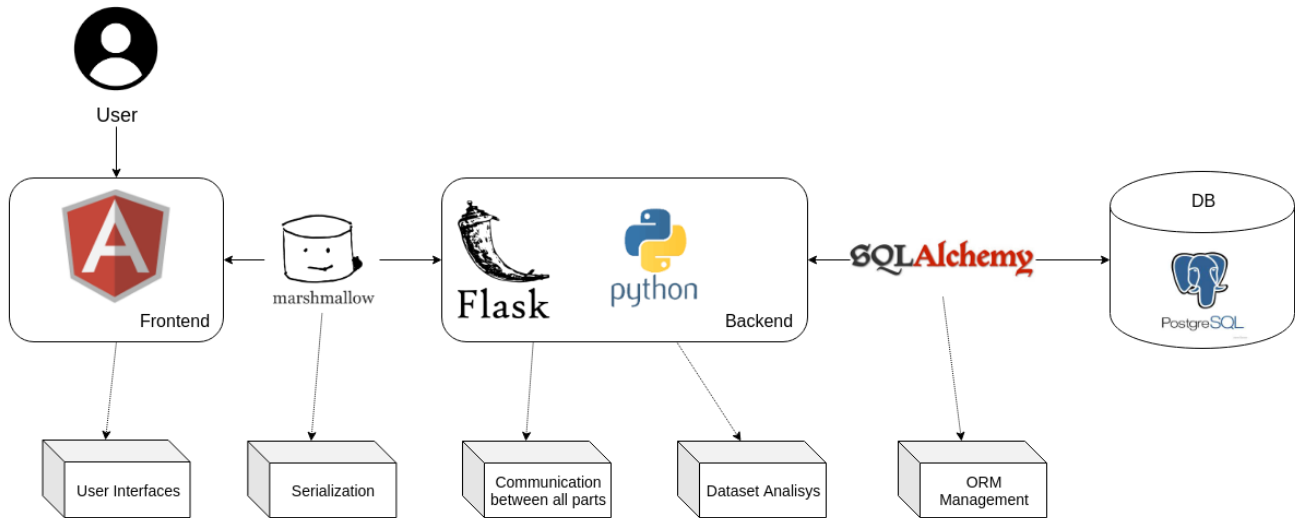 User
Frontend
marshmallow
Flask
python
Backend
SQLAlchemy
DB
PostgreSQL
User Interfaces
Serialization
Communication
between all parts
Dataset Analisys
ORM
Management